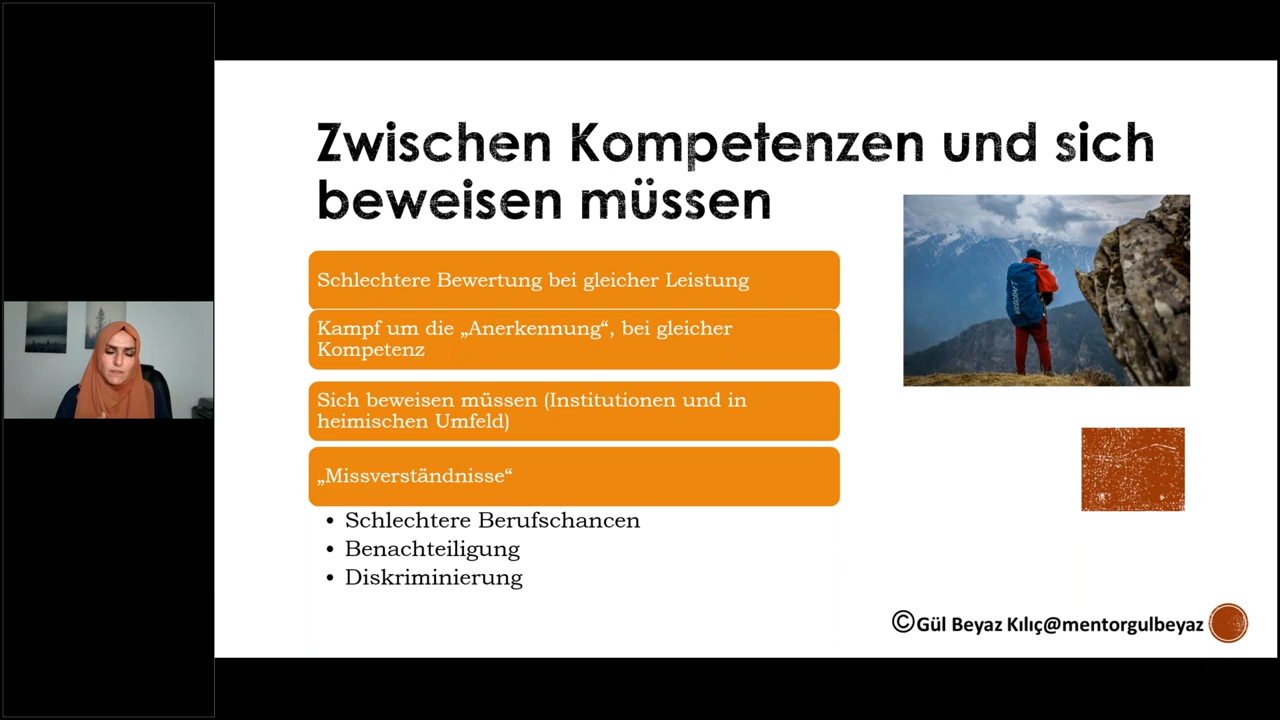 Zwischen Kompetenzen und sich
beweisen müssen
Schlechtere Bewertung bei gleicher Leistung
Kampf um die „Anerkennung“, bei gleicher
Kompetenz
Sich beweisen müssen (Institutionen und in
heimischen Umfeld)
„Missverständnisse“
• Schlechtere Berufschancen
• Benachteiligung
• Diskriminierung
©Gül Beyaz Kılıç@mentorgulbeyaz